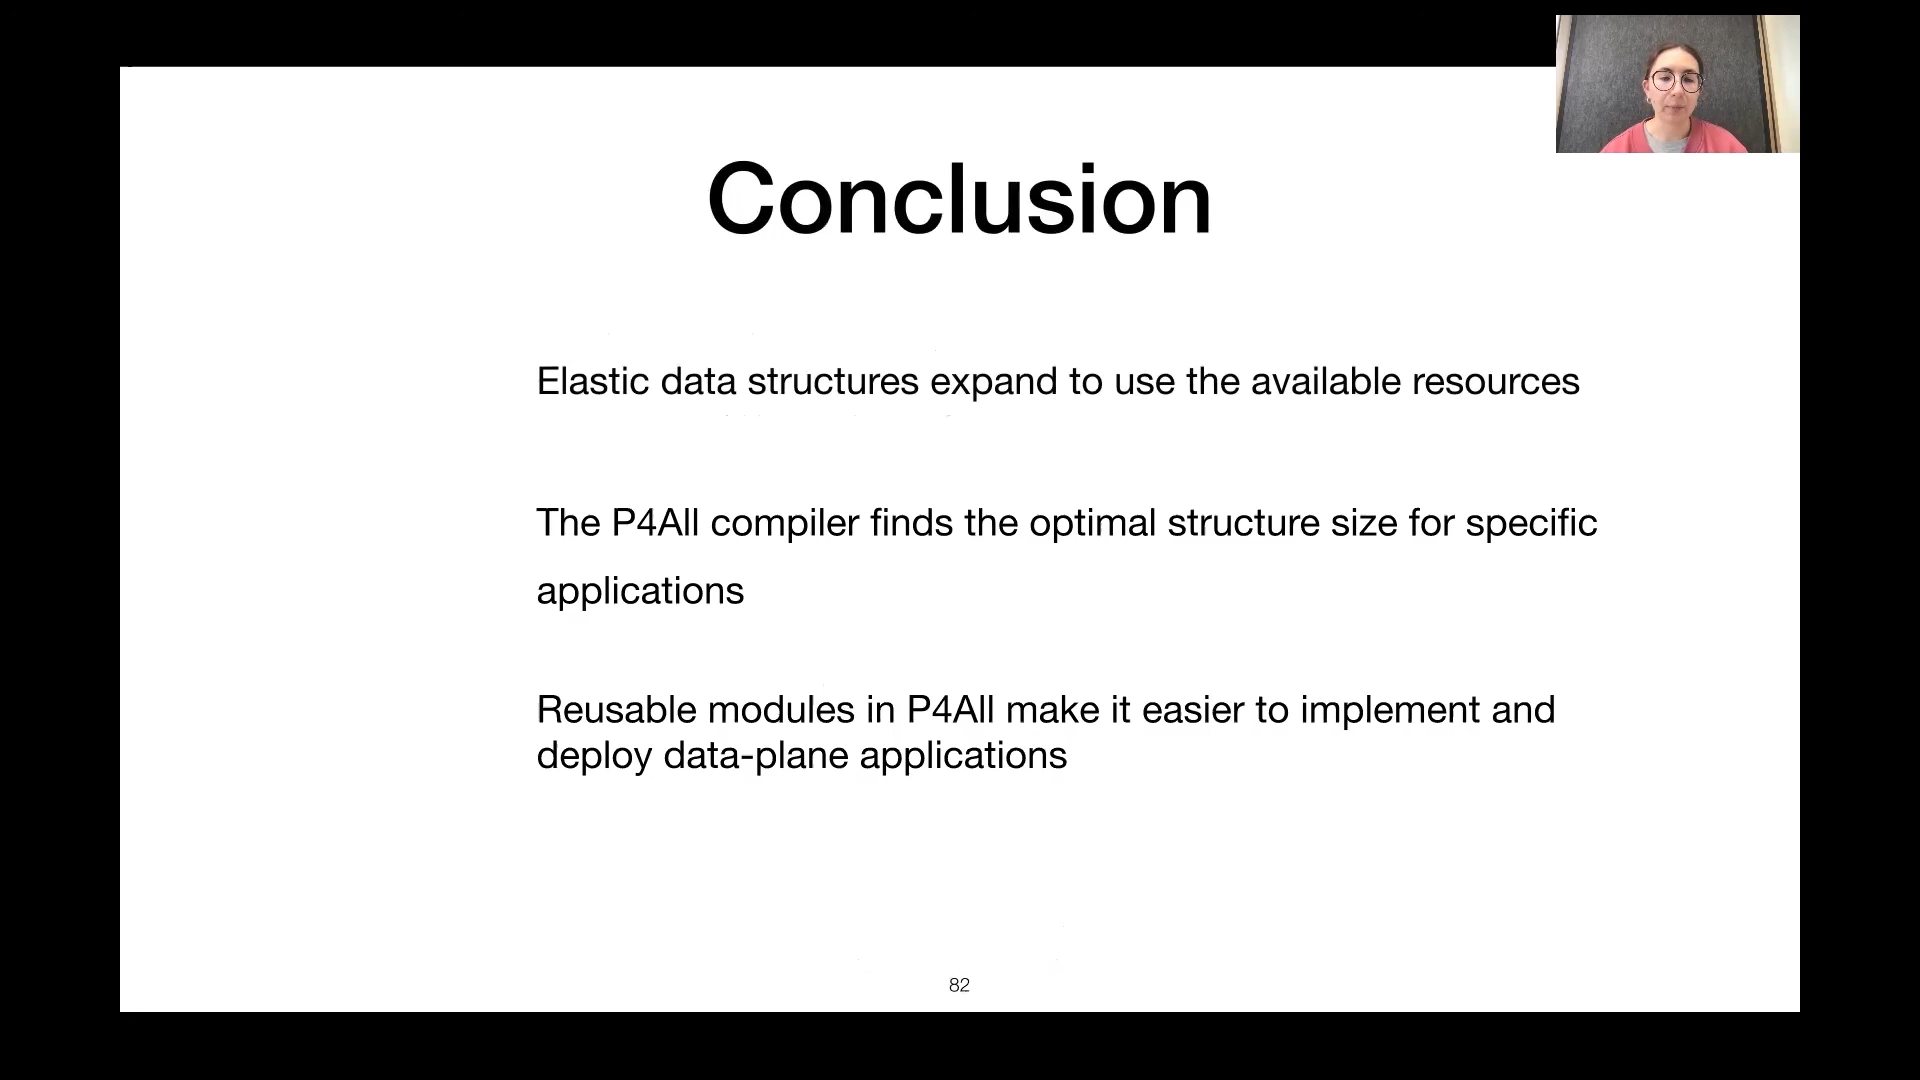 Conclusion
Elastic data structures expand to use the available resources
The P4All compiler finds the optimal structure size for specific
applications
Reusable modules in P4All make it easier to implement and
deploy data-plane applications
82